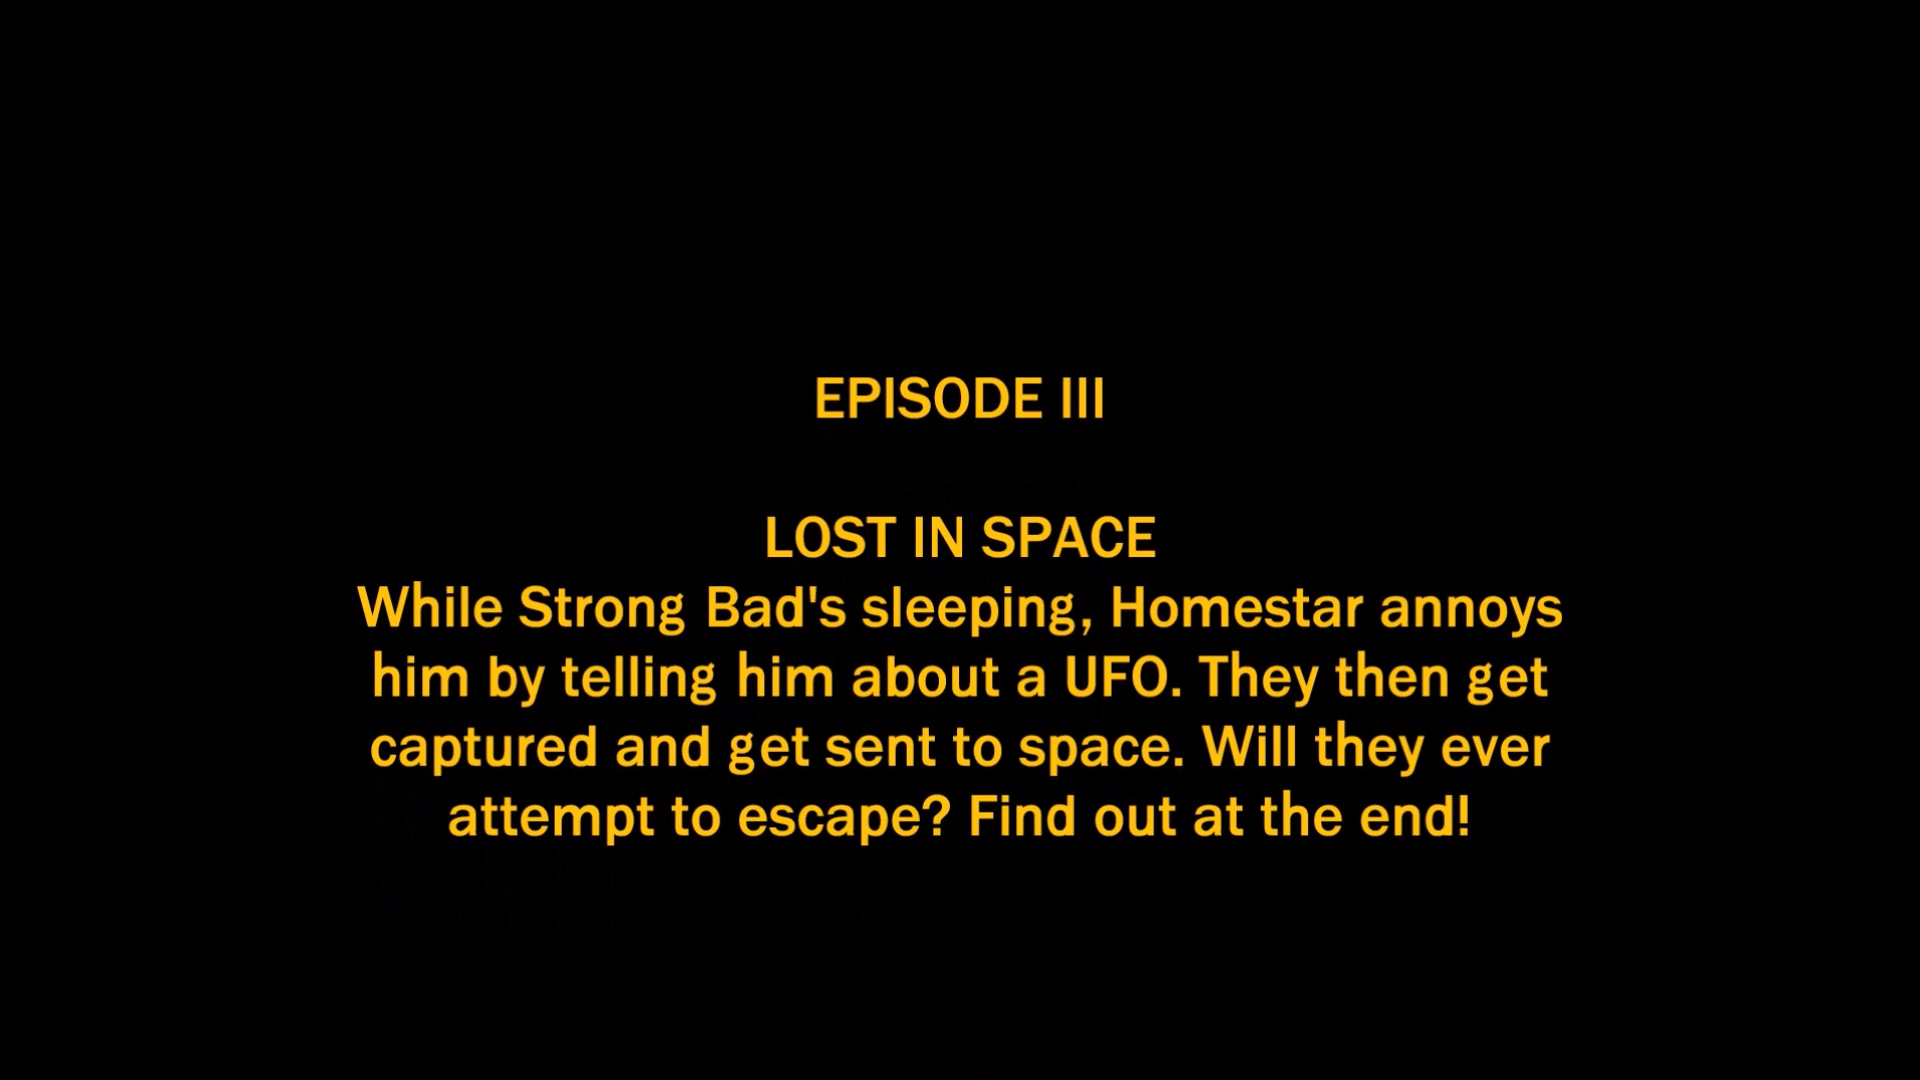 EPISODE III
LOST IN SPACE
While Strong Bad's sleeping, Homestar annoys
him by telling him about a UFO. They then get
captured and get sent to space. Will they ever
attempt to escape? Find out at the end!